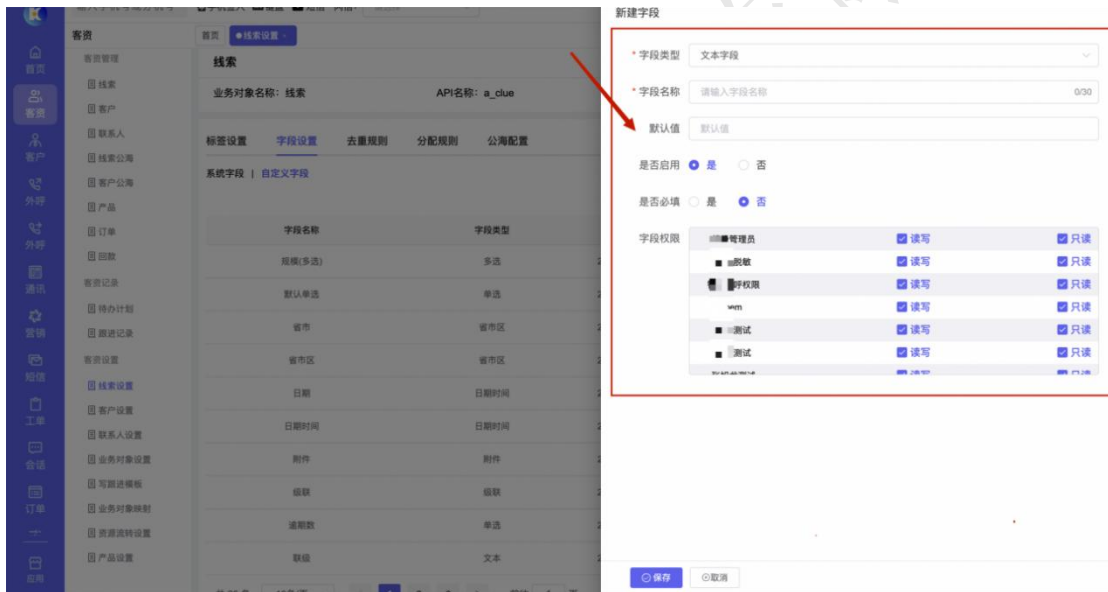 新建字段
客资
首页
●线索设置
首页
客资
客户
外呼
外呼
通讯
营销
短信
工单
会话
订单
应用
客资管理
线索
客户
联系人
线索公海
客户公海
产品
订单
回款
客资记录
待办计划
跟进记录
客资设置
线索设置
客户设置
联系人设置
业务对象设置
写跟进模板
业务对象映射
资源流转设置
产品设置
线索
业务对象名称：线索 API名称：a_clue
标签设置 字段设置 去重规则 分配规则 公海配置
系统字段 | 自定义字段
字段名称 字段类型
规模(多选) 多选
默认单选 单选
省市 省市区
省市区 省市区
日期 日期时间
日期时间 日期时间
附件 附件
级联 级联
逾期数 单选
联级 文本
* 字段类型 文本字段
* 字段名称 请输入字段名称 0/30
默认值 默认值
是否启用 是 否
是否必填 是 否
字段权限 管理员 读写 只读
脱敏 读写 只读
呼权限 读写 只读
读写 只读
测试 读写 只读
测试 读写 只读
保存 取消